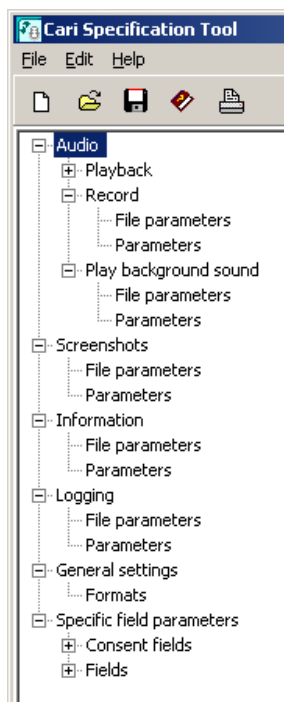 Cari Specification Tool
File Edit Help
Audio
Playback
Record
File parameters
Parameters
Play background sound
File parameters
Parameters
Screenshots
File parameters
Parameters
Information
File parameters
Parameters
Logging
File parameters
Parameters
General settings
Formats
Specific field parameters
Consent fields
Fields